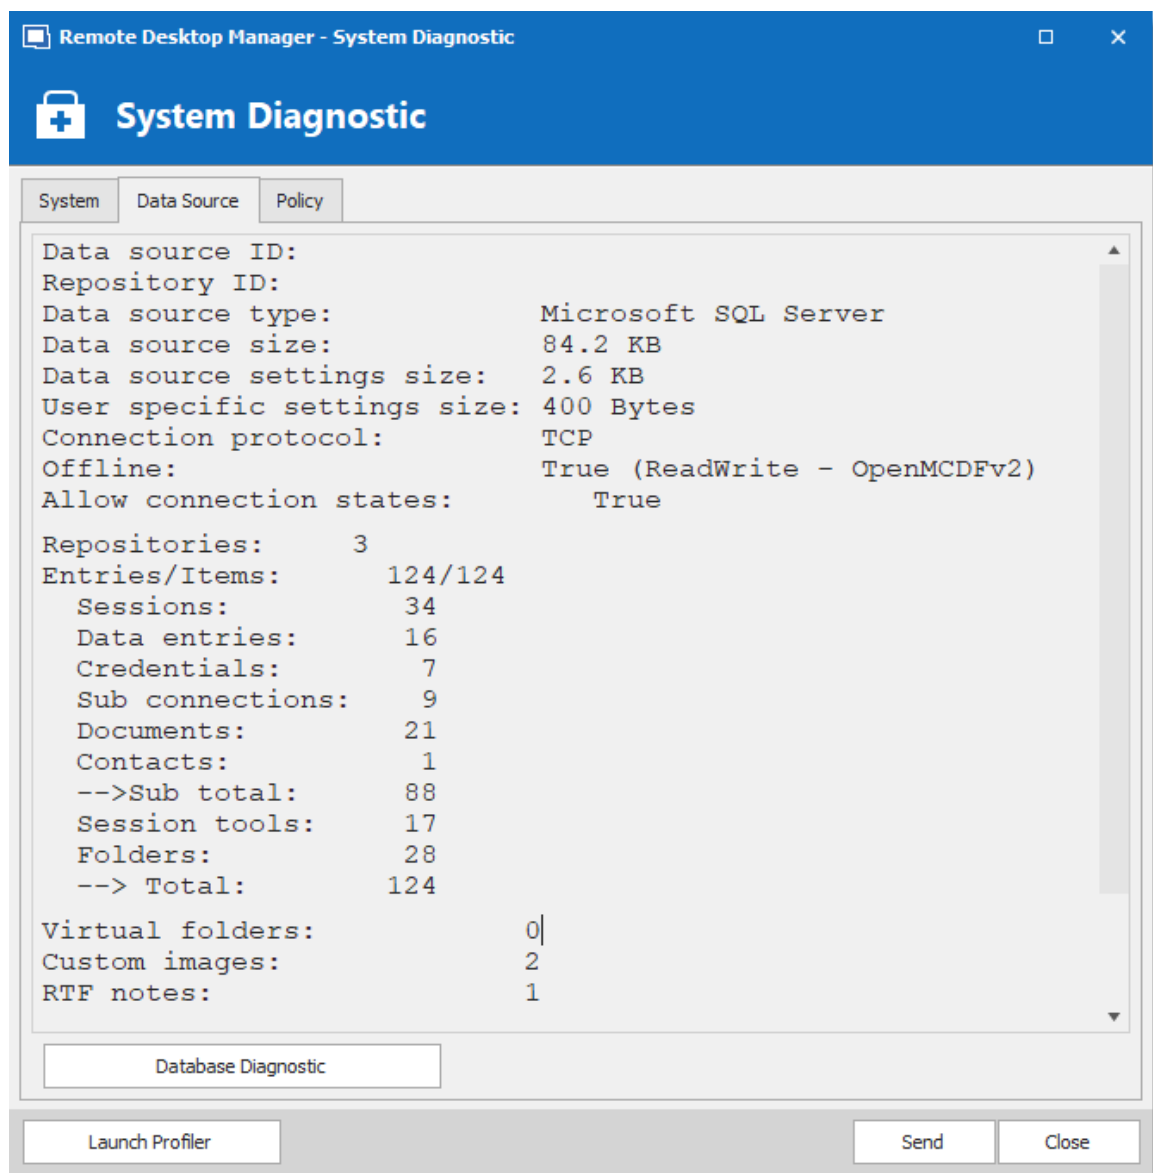 Remote Desktop Manager - System Diagnostic
System Diagnostic
System Data Source Policy
Data source ID:
Repository ID:
Data source type: Microsoft SQL Server
Data source size: 84.2 KB
Data source settings size: 2.6 KB
User specific settings size: 400 Bytes
Connection protocol: TCP
Offline: True (ReadWrite - OpenMCDFv2)
Allow connection states: True
Repositories: 3
Entries/Items: 124/124
Sessions: 34
Data entries: 16
Credentials: 7
Sub connections: 9
Documents: 21
Contacts: 1
-->Sub total: 88
Session tools: 17
Folders: 28
--> Total: 124
Virtual folders: 0
Custom images: 2
RTF notes: 1
Database Diagnostic
Launch Profiler Send Close